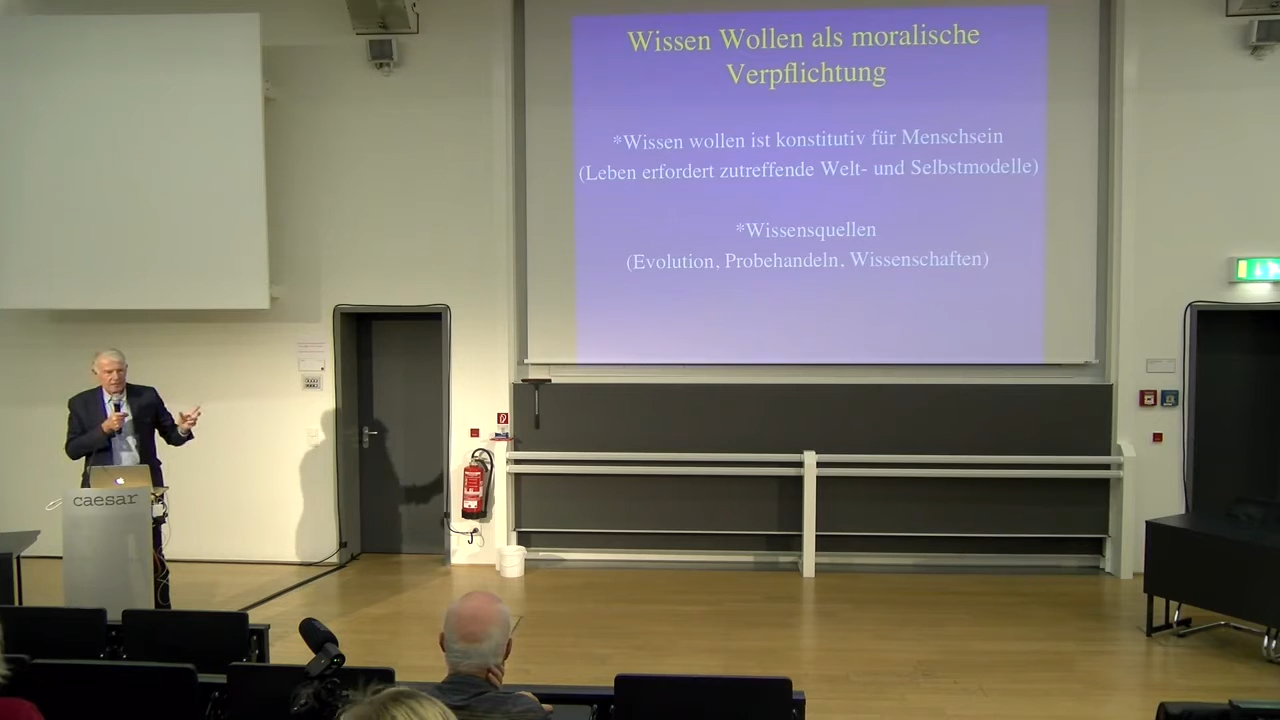 Wissen Wollen als moralische
Verpflichtung
*Wissen wollen ist konstitutiv für Menschsein
(Leben erfordert zutreffende Welt- und Selbstmodelle)
*Wissensquellen
(Evolution, Probehandeln, Wissenschaften)
caesar